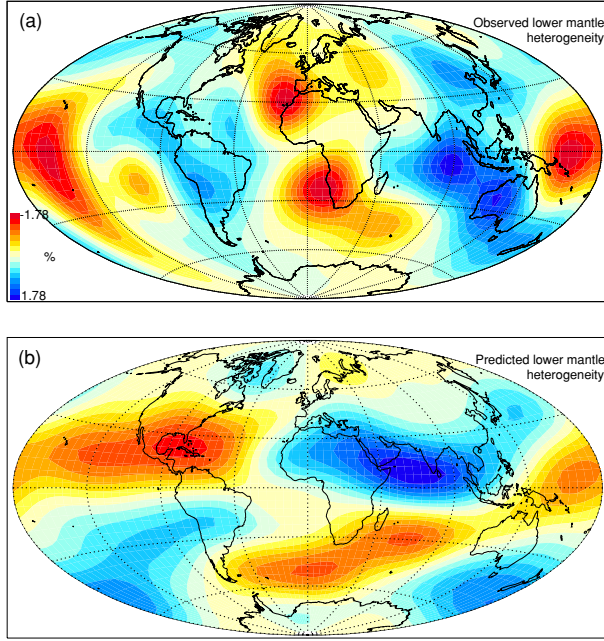 (a)
Observed lower mantle
heterogeneity
-1.78
%
1.78
(b)
Predicted lower mantle
heterogeneity